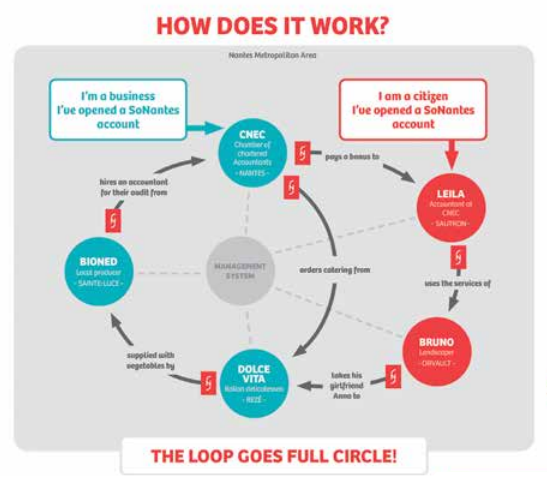 HOW DOES IT WORK?
Nantes Metropolitan Area
I'm a business
I've opened a SoNantes
account
I am a citizen
I've opened a SoNantes
account
CNEC
Chamber of
chartered
Accountants
- NANTES -
pays a bonus to
LEILA
Accountant at
CNEC
- SAUTRON -
hires an accountant
for their audit from
BIONED
Local producer
- SAINTE-LUCE -
MANAGEMENT
SYSTEM
orders catering from
uses the services of
BRUNO
Landscaper
- ORVAULT -
supplied with
vegetables by
DOLCE
VITA
Italian delicatessen
- REZÉ -
takes his
girlfriend
Anna to
THE LOOP GOES FULL CIRCLE!